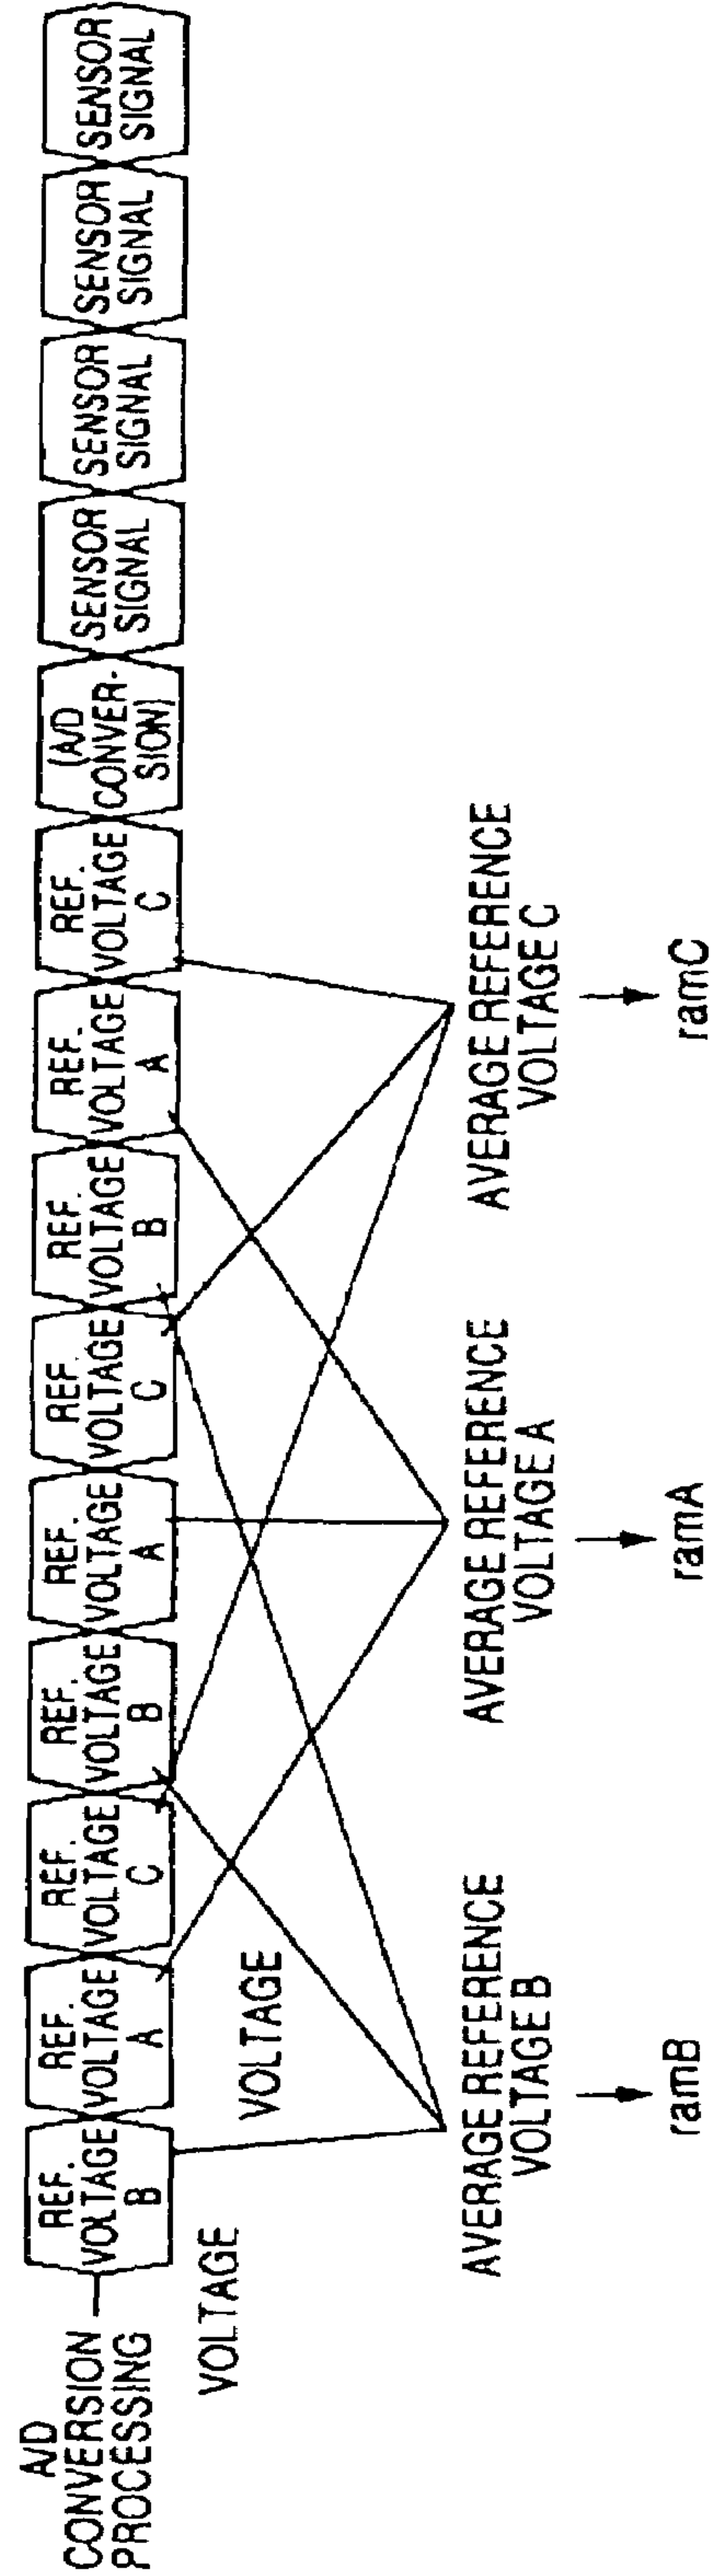 A/D
CONVERSION
PROCESSING
REF.
VOLTAGE
B
REF.
VOLTAGE
A
REF.
VOLTAGE
C
REF.
VOLTAGE
B
REF.
VOLTAGE
A
REF.
VOLTAGE
C
REF.
VOLTAGE
B
REF.
VOLTAGE
A
REF.
VOLTAGE
C
(A/D
CONVER-
SION)
SENSOR
SIGNAL
SENSOR
SIGNAL
SENSOR
SIGNAL
SENSOR
SIGNAL
VOLTAGE
VOLTAGE
AVERAGE REFERENCE
VOLTAGE B
ramB
AVERAGE REFERENCE
VOLTAGE A
ramA
AVERAGE REFERENCE
VOLTAGE C
ramC